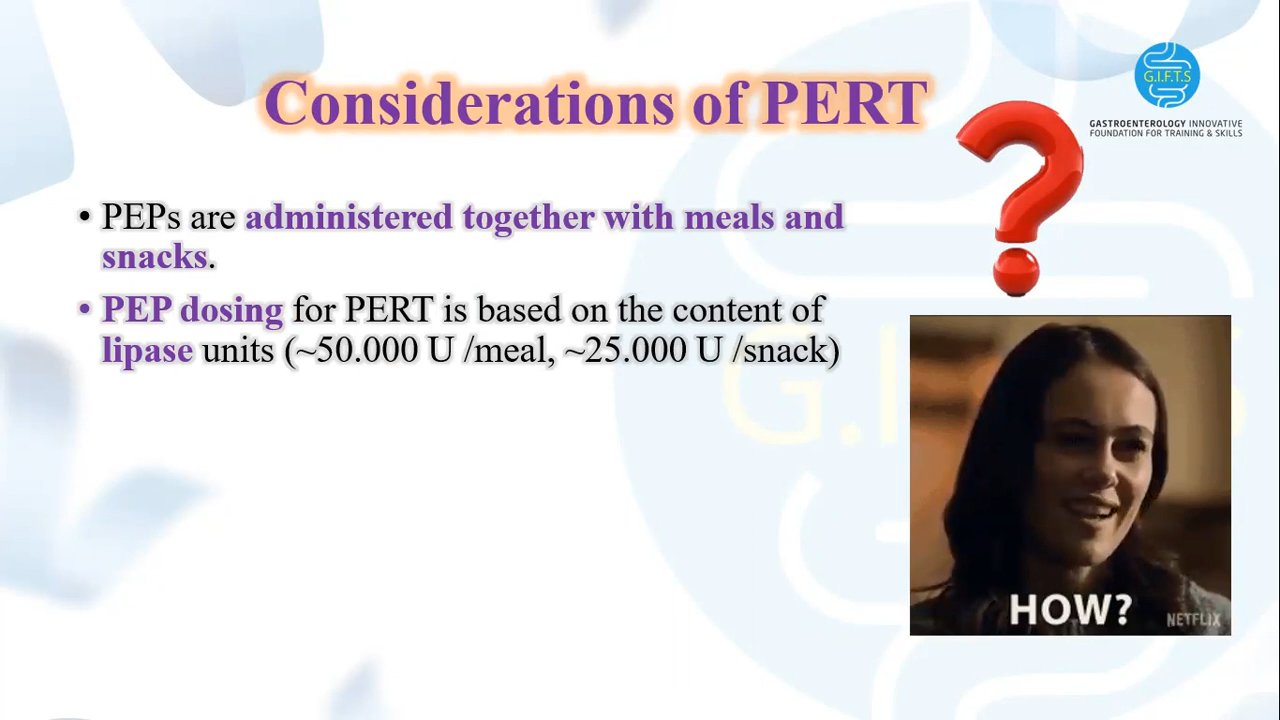 Considerations of PERT
G.I.F.T.S
GASTROENTEROLOGY INNOVATIVE
FOUNDATION FOR TRAINING & SKILLS
• PEPs are administered together with meals and
snacks.
• PEP dosing for PERT is based on the content of
lipase units (~50.000 U /meal, ~25.000 U /snack)
?
HOW?
NETFLIX